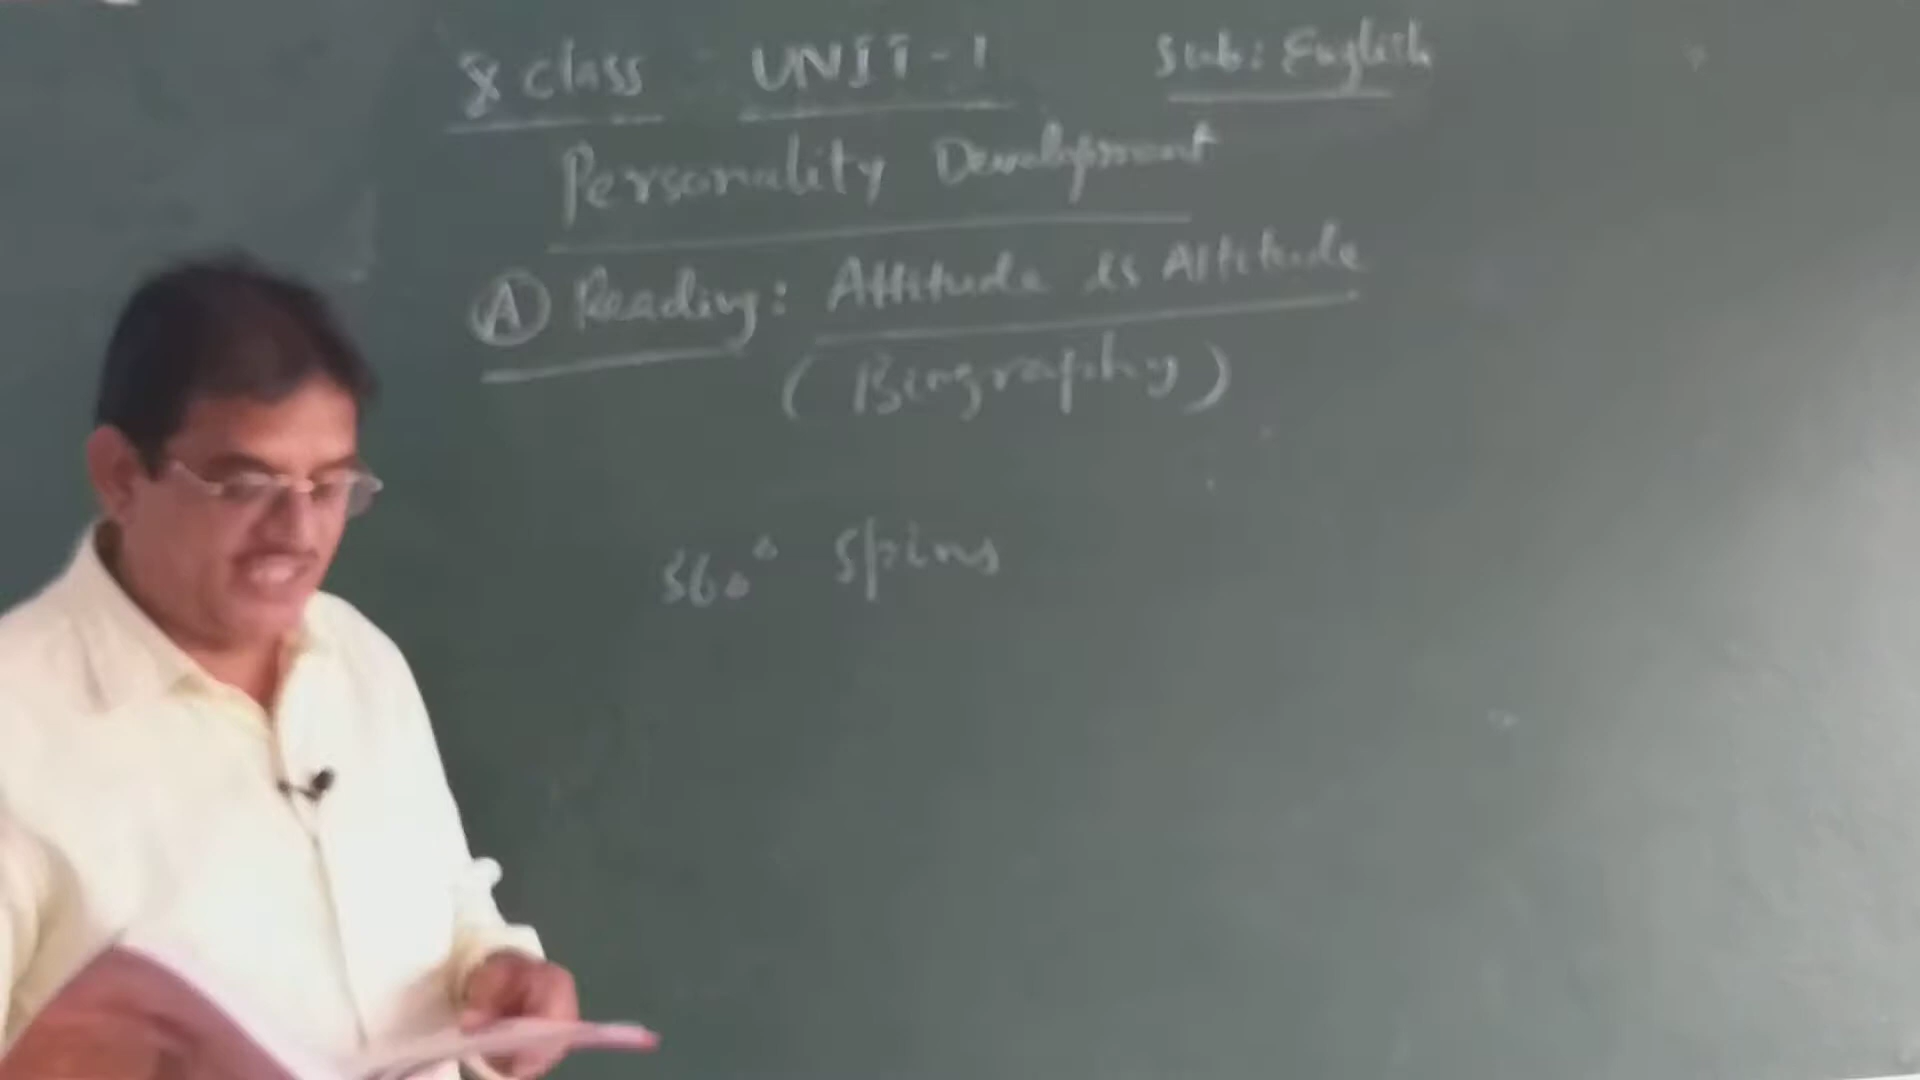 8 class UNIT-1 Sub: English
Personality Development
(A) Reading: Attitude is Altitude
(Biography)
360° Spins